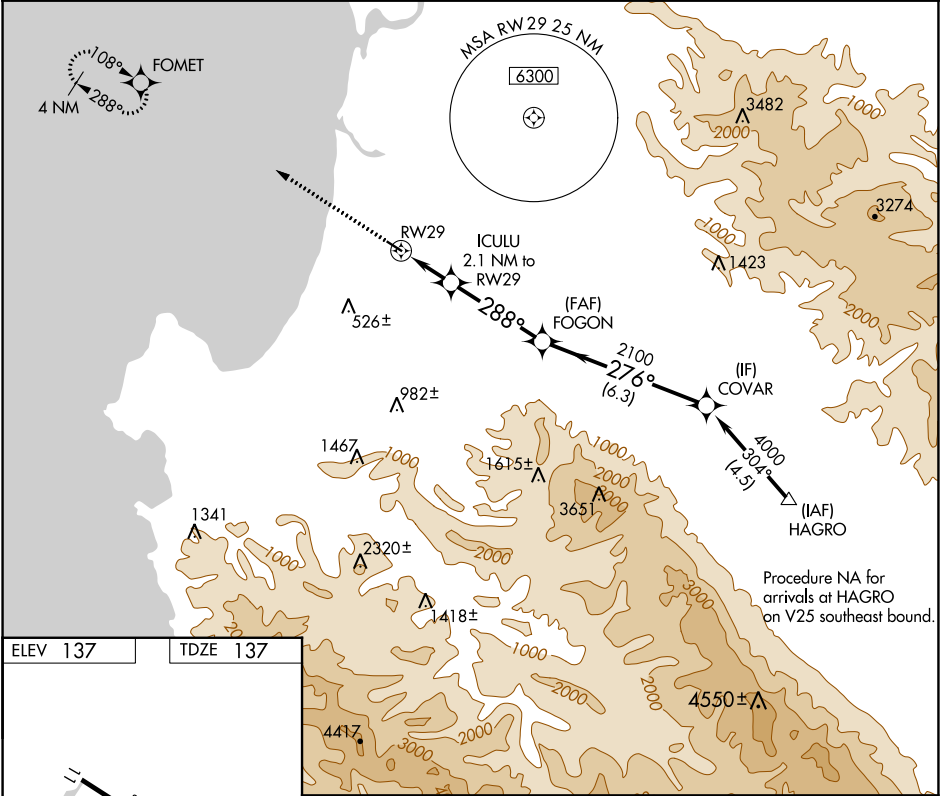 MSA RW 29 25 NM
6300
108°
FOMET
4 NM
288°
3482
1000
2000
3274
RW29
ICULU
2.1 NM to
RW29
1000
1423
526±
288°
(FAF)
FOGON
2000
2100
276°
(6.3)
(IF)
COVAR
982±
4000
304°
(4.5)
(IAF)
HAGRO
1467
1000
1615±
1000
2000
3000
3651
1341
1000
2320±
2000
1418±
3000
Procedure NA for
arrivals at HAGRO
on V25 southeast bound.
1000
2000
2000
4550±
4417
3000
2000
ELEV 137
TDZE 137
11